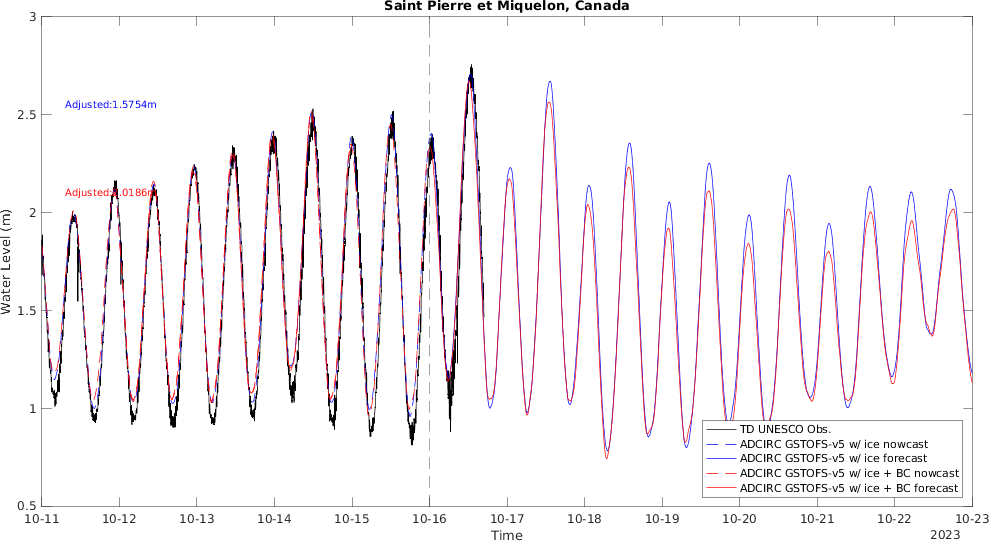 Saint Pierre et Miquelon, Canada
Water Level (m)
3
2.5
2
1.5
1
0.5
Adjusted:1.5754m
TD UNESCO Obs.
ADCIRC GSTOFS-v5 w/ ice nowcast
ADCIRC GSTOFS-v5 w/ ice forecast
ADCIRC GSTOFS-v5 w/ ice + BC nowcast
ADCIRC GSTOFS-v5 w/ ice + BC forecast
10-11 10-12 10-13 10-14 10-15 10-16 10-17 10-18 10-19 10-20 10-21 10-22 10-23
Time
2023